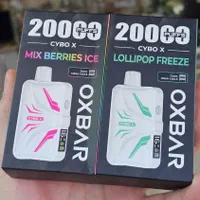 20000
CYBO X
MIX BERRIES ICE
OXBAR
20000
CYBO X
LOLLIPOP FREEZE
OXBAR